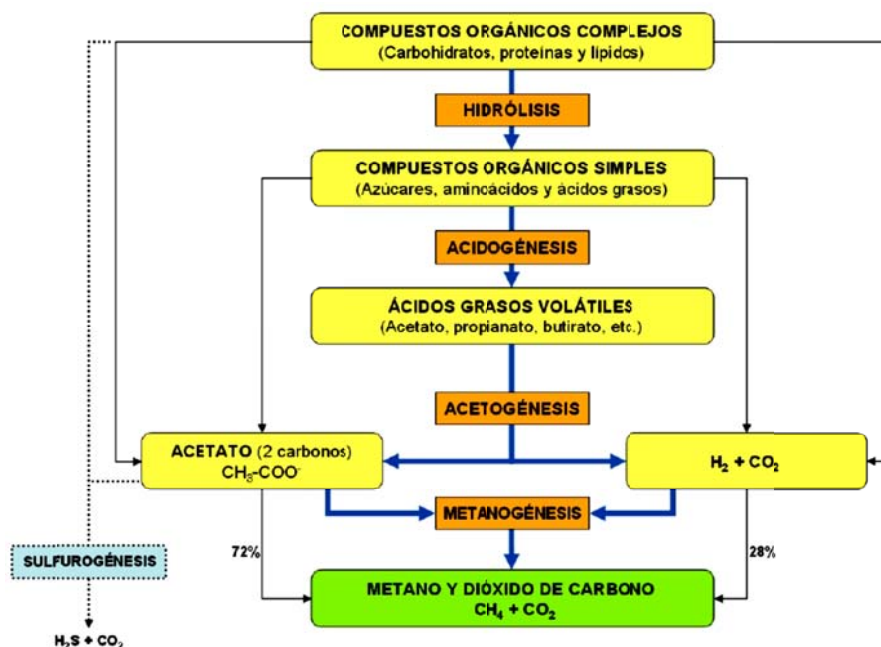 COMPUESTOS ORGÁNICOS COMPLEJOS
(Carbohidratos, proteínas y lípidos)
HIDRÓLISIS
COMPUESTOS ORGÁNICOS SIMPLES
(Azúcares, aminoácidos y ácidos grasos)
ACIDOGÉNESIS
ÁCIDOS GRASOS VOLÁTILES
(Acetato, propianato, butirato, etc.)
ACETOGÉNESIS
ACETATO (2 carbonos)
CH₃-COO⁻
H₂ + CO₂
METANOGÉNESIS
72%
28%
SULFUROGÉNESIS
METANO Y DIÓXIDO DE CARBONO
CH₄ + CO₂
H₂S + CO₂